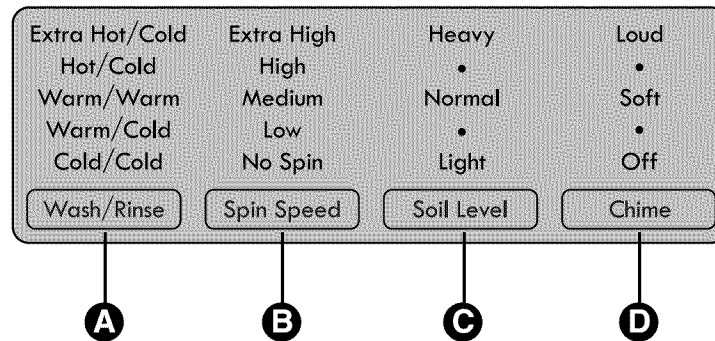 Extra Hot/Cold Extra High Heavy Loud
Hot/Cold High • •
Warm/Warm Medium Normal Soft
Warm/Cold Low • •
Cold/Cold No Spin Light Off
Wash/Rinse Spin Speed Soil Level Chime
A B C D